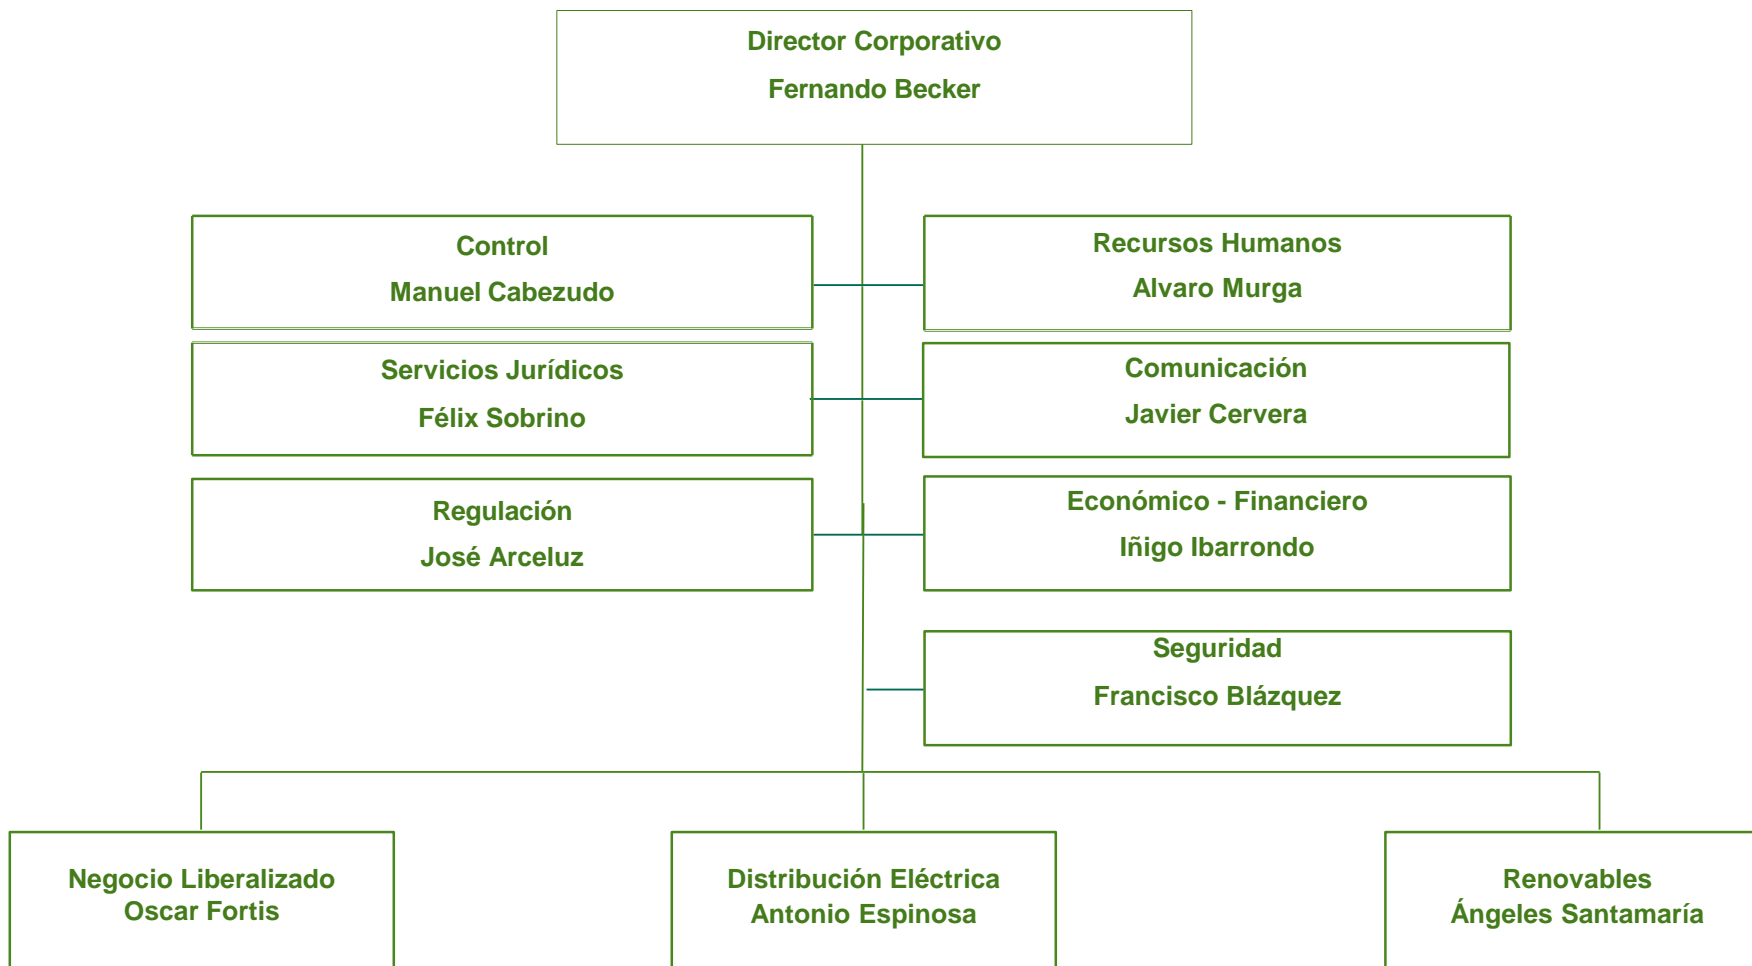 Director Corporativo
Fernando Becker
Control
Manuel Cabezudo
Recursos Humanos
Alvaro Murga
Servicios Jurídicos
Félix Sobrino
Comunicación
Javier Cervera
Regulación
José Arceluz
Económico - Financiero
Iñigo Ibarrondo
Seguridad
Francisco Blázquez
Negocio Liberalizado
Oscar Fortis
Distribución Eléctrica
Antonio Espinosa
Renovables
Ángeles Santamaría